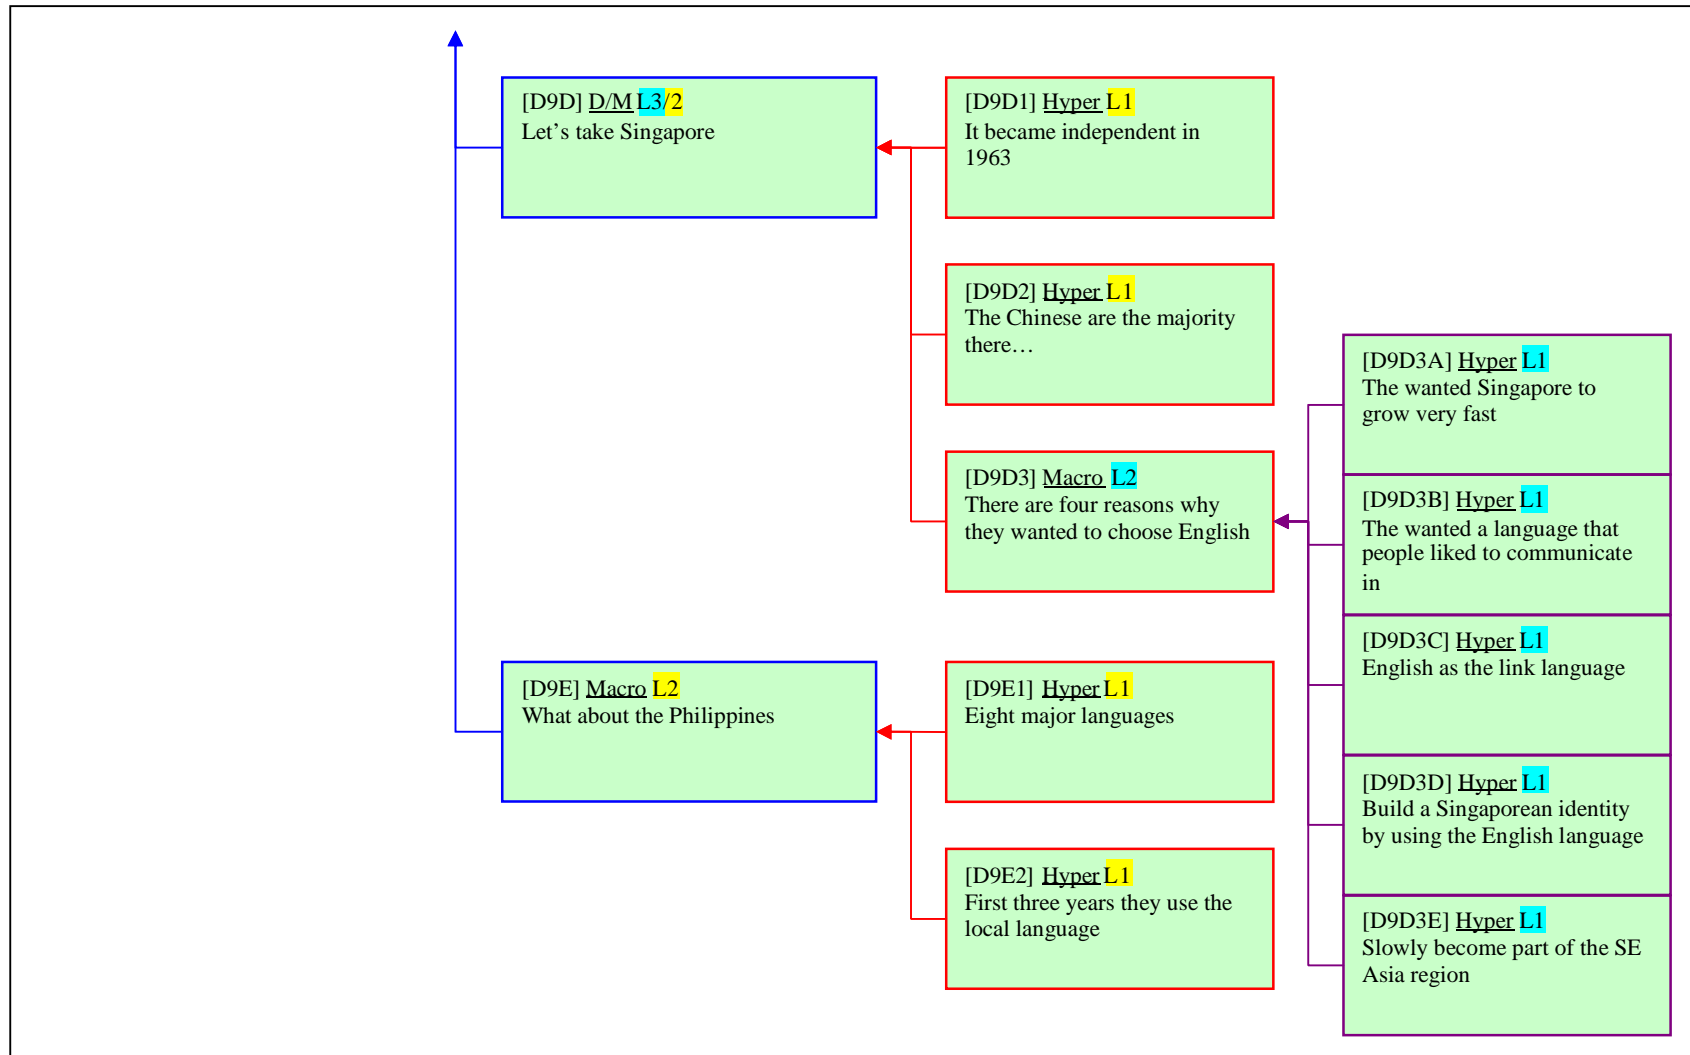 [D9D] D/M L3/2
Let’s take Singapore
[D9D1] Hyper L1
It became independent in
1963
[D9D2] Hyper L1
The Chinese are the majority
there…
[D9D3] Macro L2
There are four reasons why
they wanted to choose English
[D9D3A] Hyper L1
The wanted Singapore to
grow very fast
[D9D3B] Hyper L1
The wanted a language that
people liked to communicate
in
[D9D3C] Hyper L1
English as the link language
[D9D3D] Hyper L1
Build a Singaporean identity
by using the English language
[D9D3E] Hyper L1
Slowly become part of the SE
Asia region
[D9E] Macro L2
What about the Philippines
[D9E1] Hyper L1
Eight major languages
[D9E2] Hyper L1
First three years they use the
local language